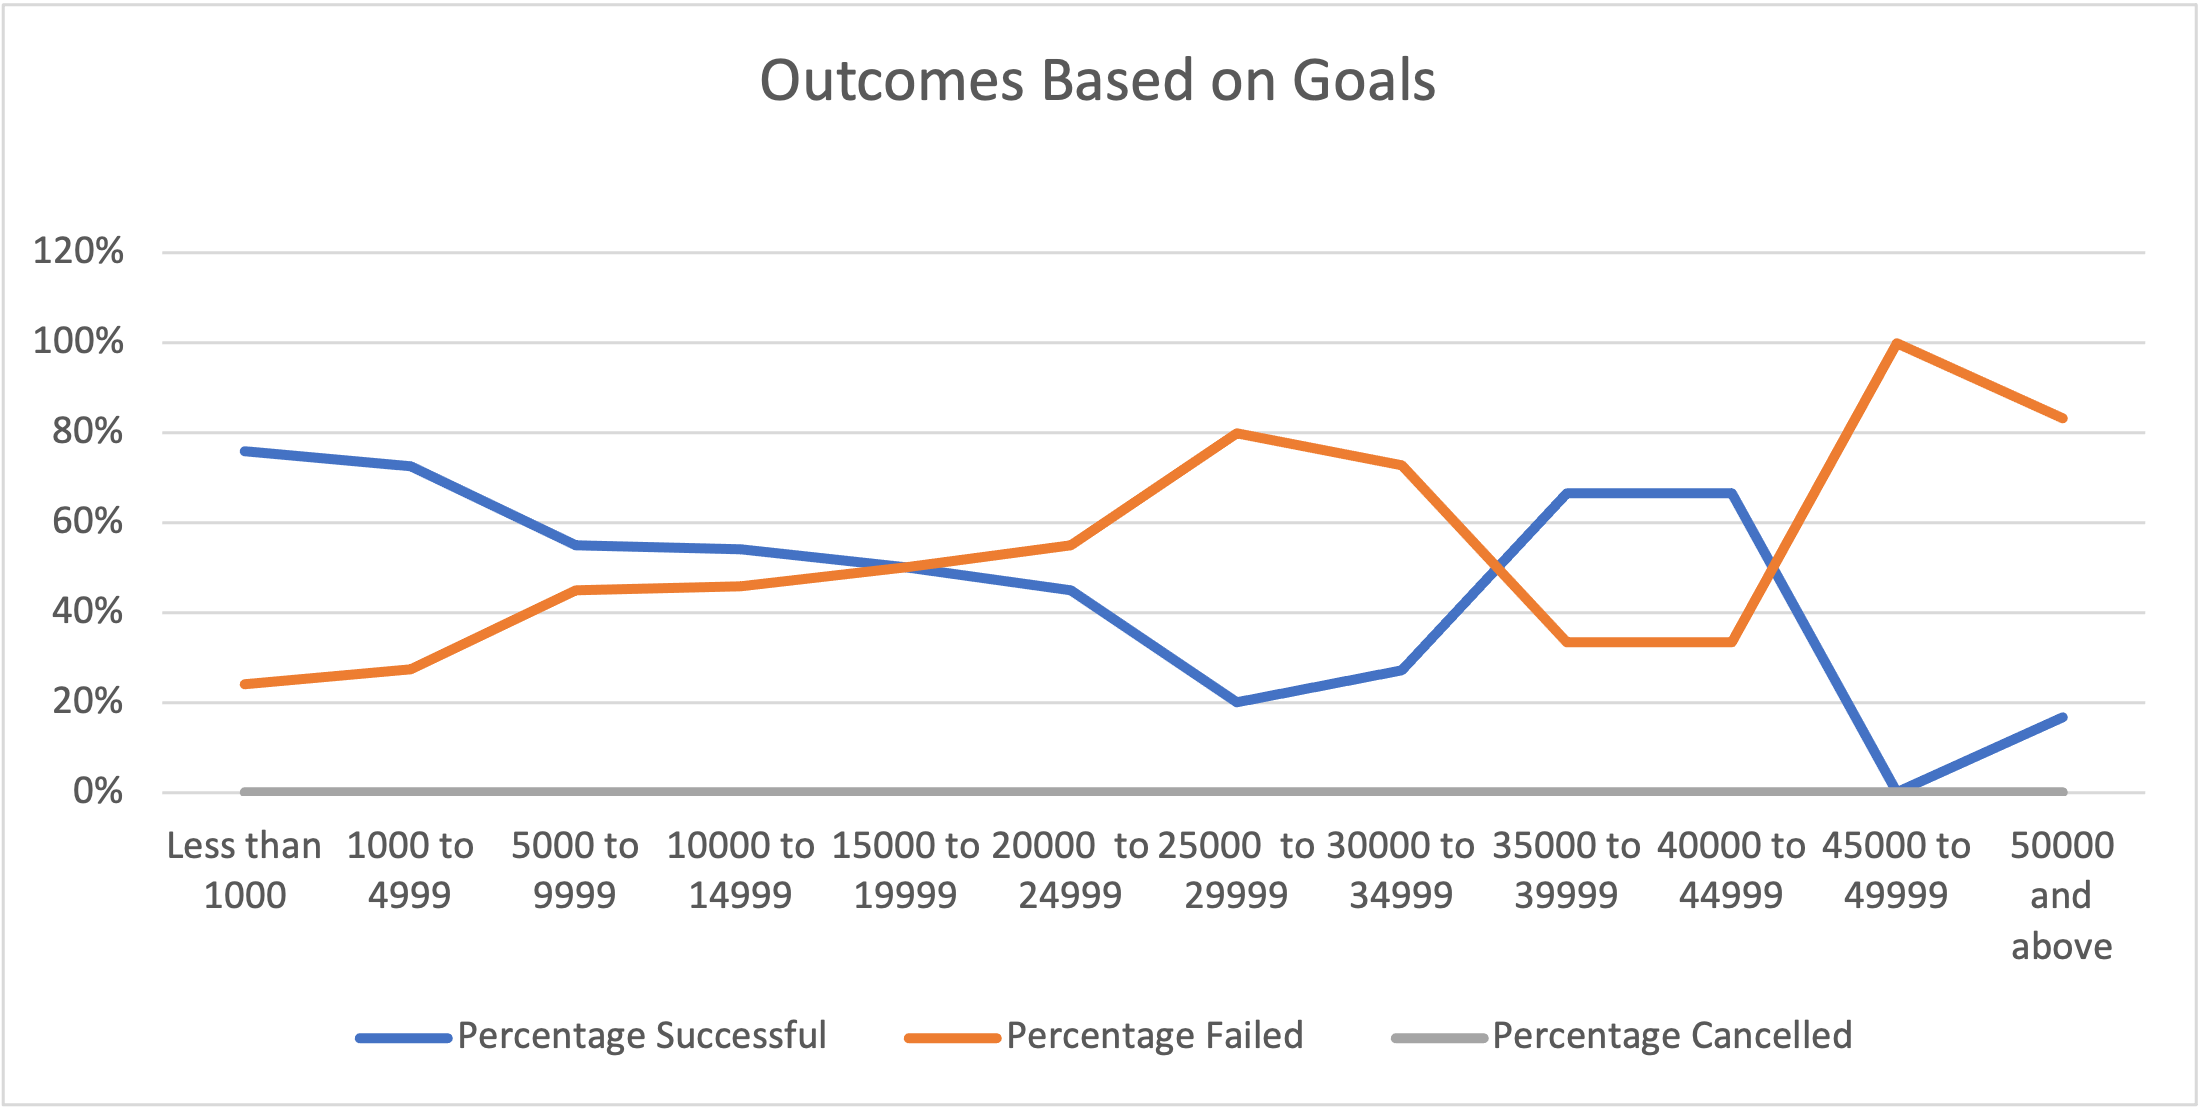 Outcomes Based on Goals
120%
100%
80%
60%
40%
20%
0%
Less than 1000
1000 to 4999
5000 to 9999
10000 to 14999
15000 to 19999
20000  to 24999
25000  to 29999
30000 to 34999
35000 to 39999
40000 to 44999
45000 to 49999
50000 and above
Percentage Successful
Percentage Failed
Percentage Cancelled